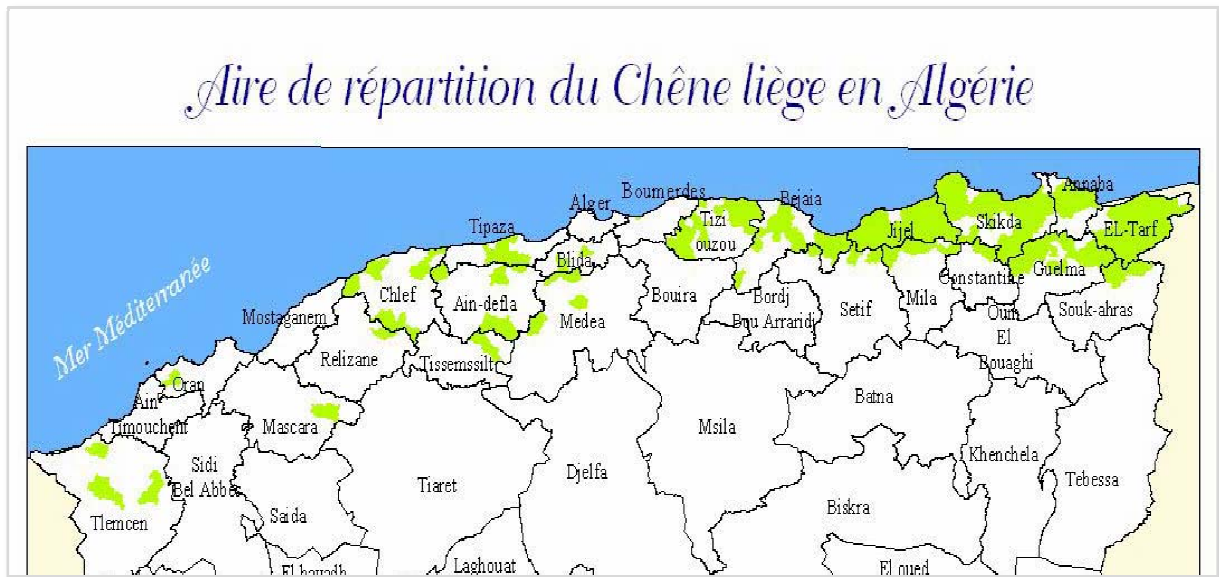 Aire de répartition du Chêne liège en Algérie
Annaba
Boumerdes
Bejaia
Alger
Tizi
ouzou
Skikda
Tipaza
Jijel
EL-Tarf
Blida
Guelma
Constantine
Mer Méditerranée
Chlef
Ain-defla
Bouira
Bordj
Bou Arraridj
Setif
Mila
Souk-ahras
Mostaganem
Medea
Oum
El
Bouaghi
Relizane
Tissemssilt
Oran
Ain
Timouchent
Mascara
Batna
Msila
Khenchela
Sidi
Bel Abbes
Djelfa
Tebessa
Tiaret
Biskra
Tlemcen
Saida
El bayadh
Laghouat
El oued